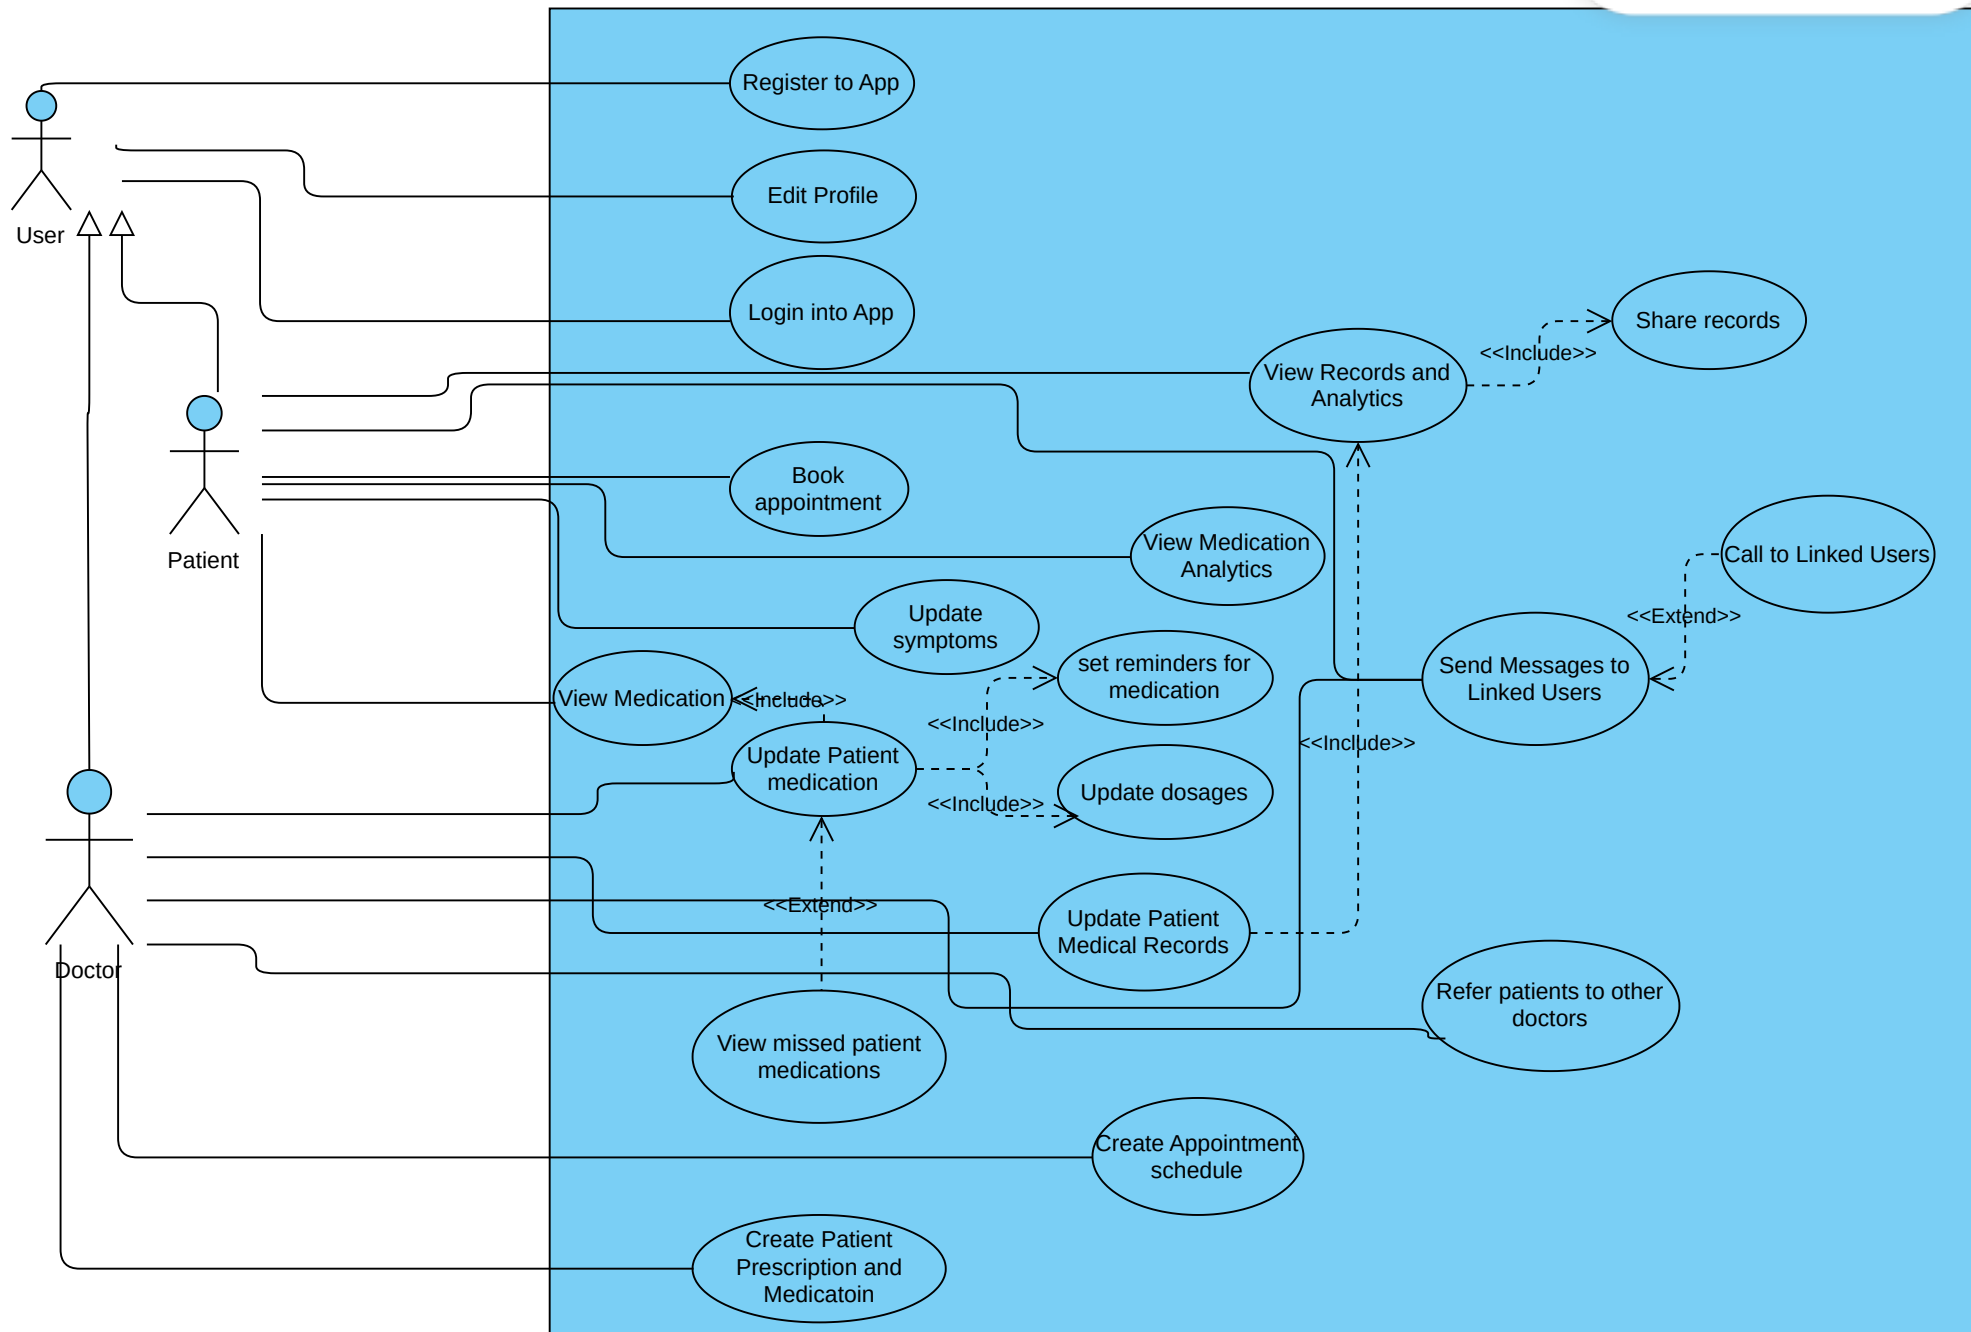 Register to App
Edit Profile
User
Login into App
Share records
<<Include>>
View Records and
Analytics
Book
appointment
View Medication
Analytics
Patient
Call to Linked Users
Update
symptoms
<<Extend>>
set reminders for
medication
Send Messages to
Linked Users
View Medication
<<Include>>
<<Include>>
<<Include>>
Update Patient
medication
Update dosages
<<Include>>
<<Extend>>
Update Patient
Medical Records
Doctor
Refer patients to other
doctors
View missed patient
medications
Create Appointment
schedule
Create Patient
Prescription and
Medicatoin